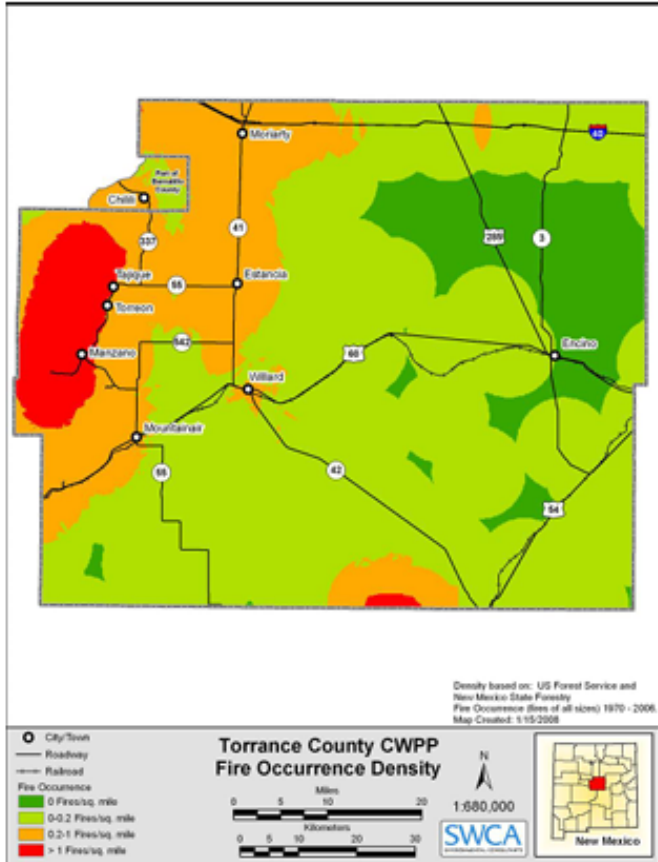 Moriarty
40
Part of
Bernalillo
County
Chilili
337
41
285
3
Tajique
55
Estancia
Torreon
Manzano
542
60
Encino
Willard
Mountainair
55
42
54
Density based on: US Forest Service and
New Mexico State Forestry
Fire Occurrence (fires of all sizes) 1970 - 2006.
Map Created: 1/15/2008
City/Town
Roadway
Railroad
Fire Occurrence
0 Fires/sq. mile
0-0.2 Fires/sq. mile
0.2-1 Fires/sq. mile
> 1 Fires/sq. mile
Torrance County CWPP
Fire Occurrence Density
Miles
0 5 10 20
Kilometers
0 5 10 20 30
N
1:680,000
SWCA
ENVIRONMENTAL CONSULTANTS
New Mexico